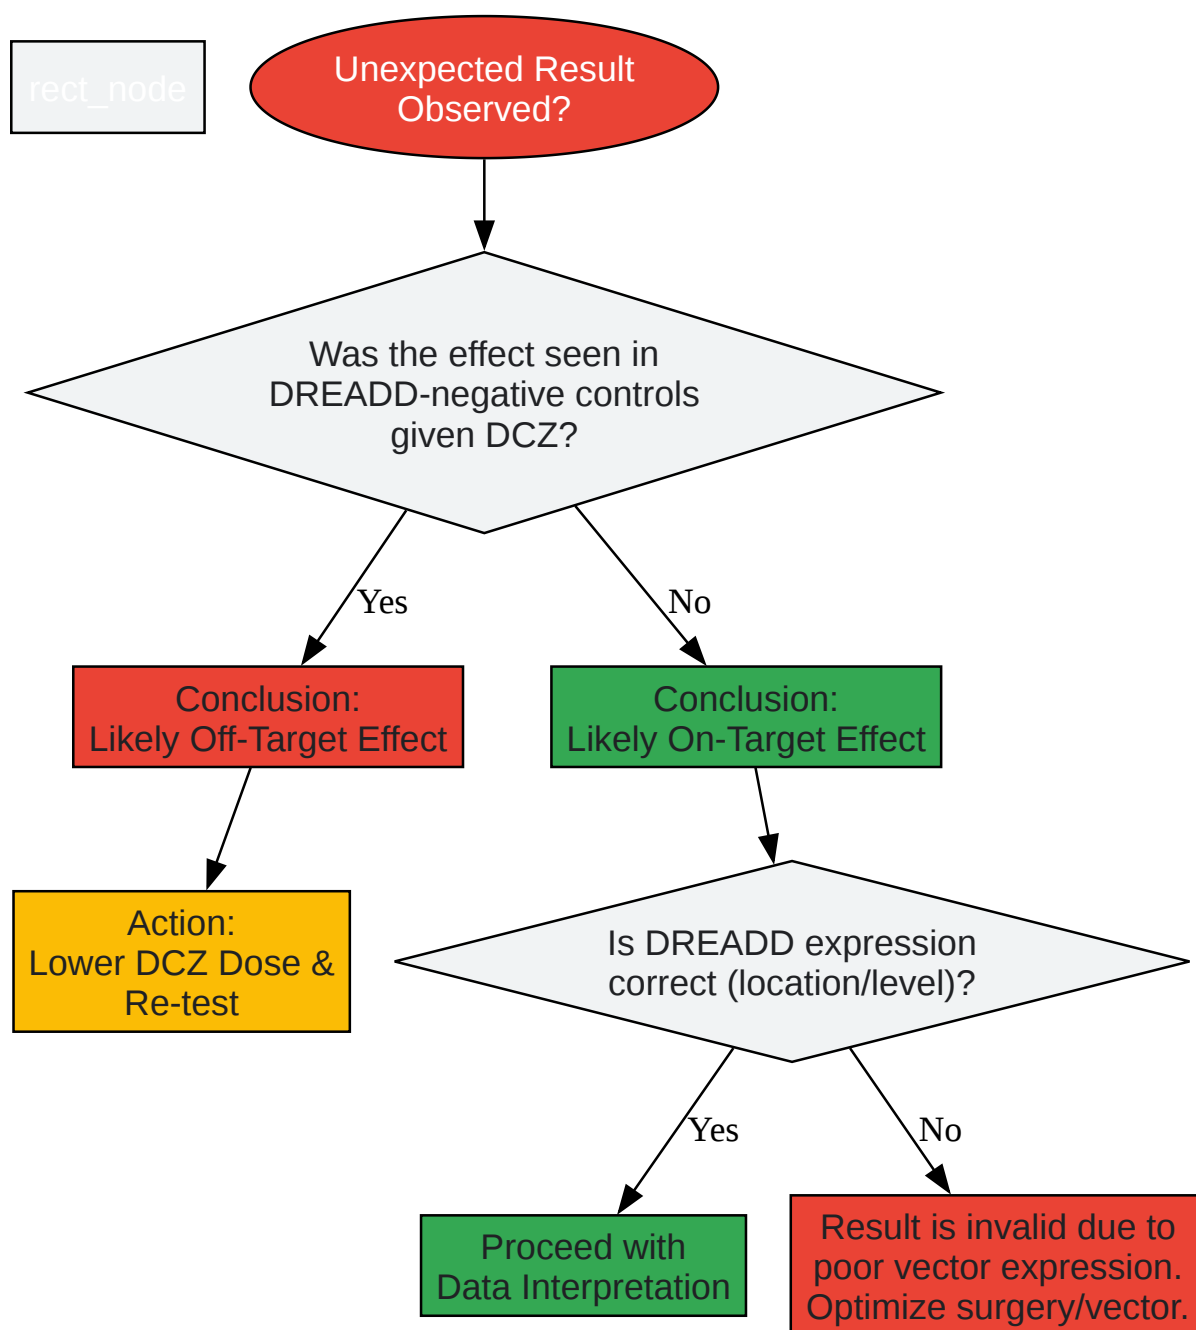 rect_node
Unexpected Result
Observed?
Was the effect seen in
DREADD-negative controls
given DCZ?
Yes
No
Conclusion:
Likely Off-Target Effect
Conclusion:
Likely On-Target Effect
Action:
Lower DCZ Dose &
Re-test
Is DREADD expression
correct (location/level)?
Yes
No
Proceed with
Data Interpretation
Result is invalid due to
poor vector expression.
Optimize surgery/vector.